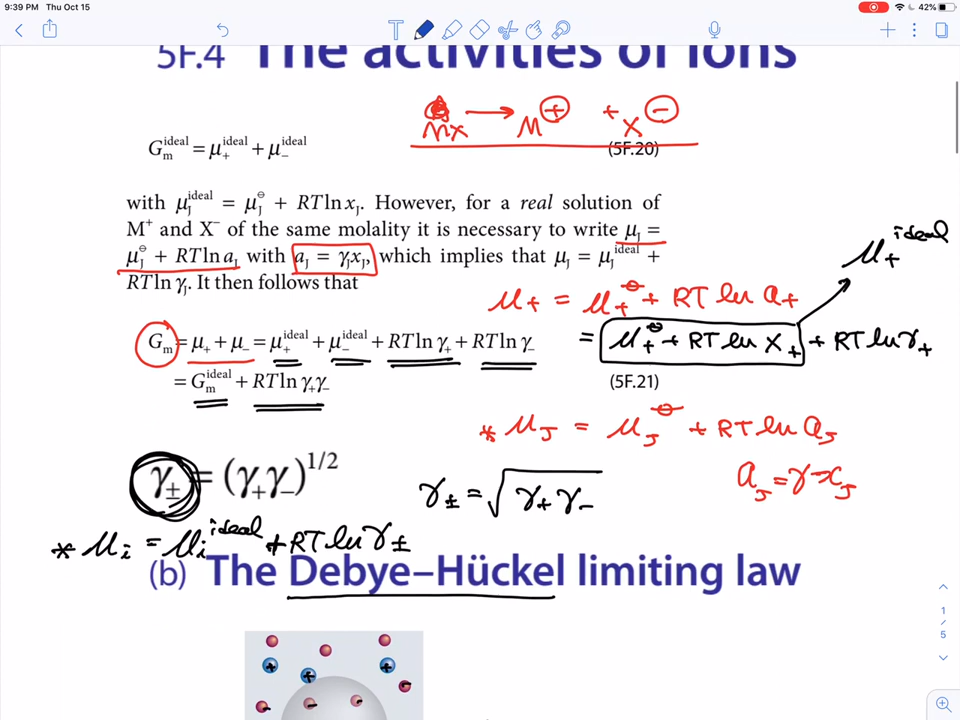 9:39 PM Thu Oct 15
42%
5F.4 The activities of ions
MX → M⊕ + X⊖
G_m^ideal = μ_+^ideal + μ_−^ideal
(5F.20)
with μ_J^ideal = μ_J^⦵ + RT ln x_J. However, for a real solution of
M⁺ and X⁻ of the same molality it is necessary to write μ_J =
μ_J^⦵ + RT ln a_J with a_J = γ_J x_J, which implies that μ_J = μ_J^ideal +
RT ln γ_J. It then follows that
μ_+^ideal
μ_+ = μ_+^⦵ + RT ln a_+
= μ_+^⦵ + RT ln x_+ + RT ln γ_+
G_m = μ_+ + μ_− = μ_+^ideal + μ_−^ideal + RT ln γ_+ + RT ln γ_−
= G_m^ideal + RT ln γ_+γ_−
(5F.21)
* μ_J = μ_J^⦵ + RT ln a_J
a_J = γ x_J
γ_± = (γ_+γ_−)^1/2
γ_± = √γ_+ γ_−
* μ_i = μ_i^ideal + RT ln γ_±
(b) The Debye–Hückel limiting law
+ + +
− − − −
1
/
5